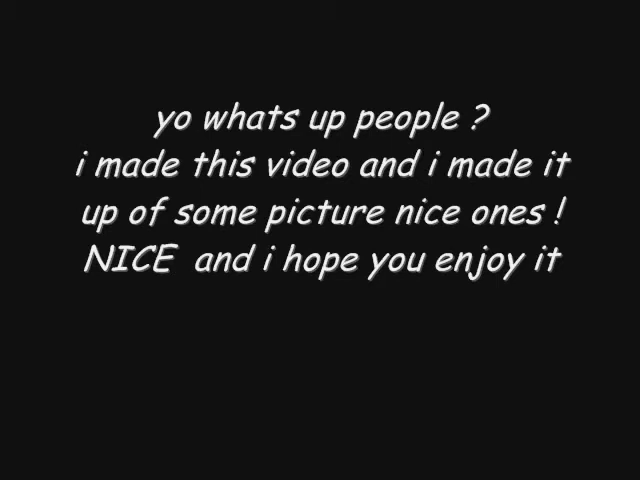 yo whats up people ?
i made this video and i made it
up of some picture nice ones !
NICE  and i hope you enjoy it